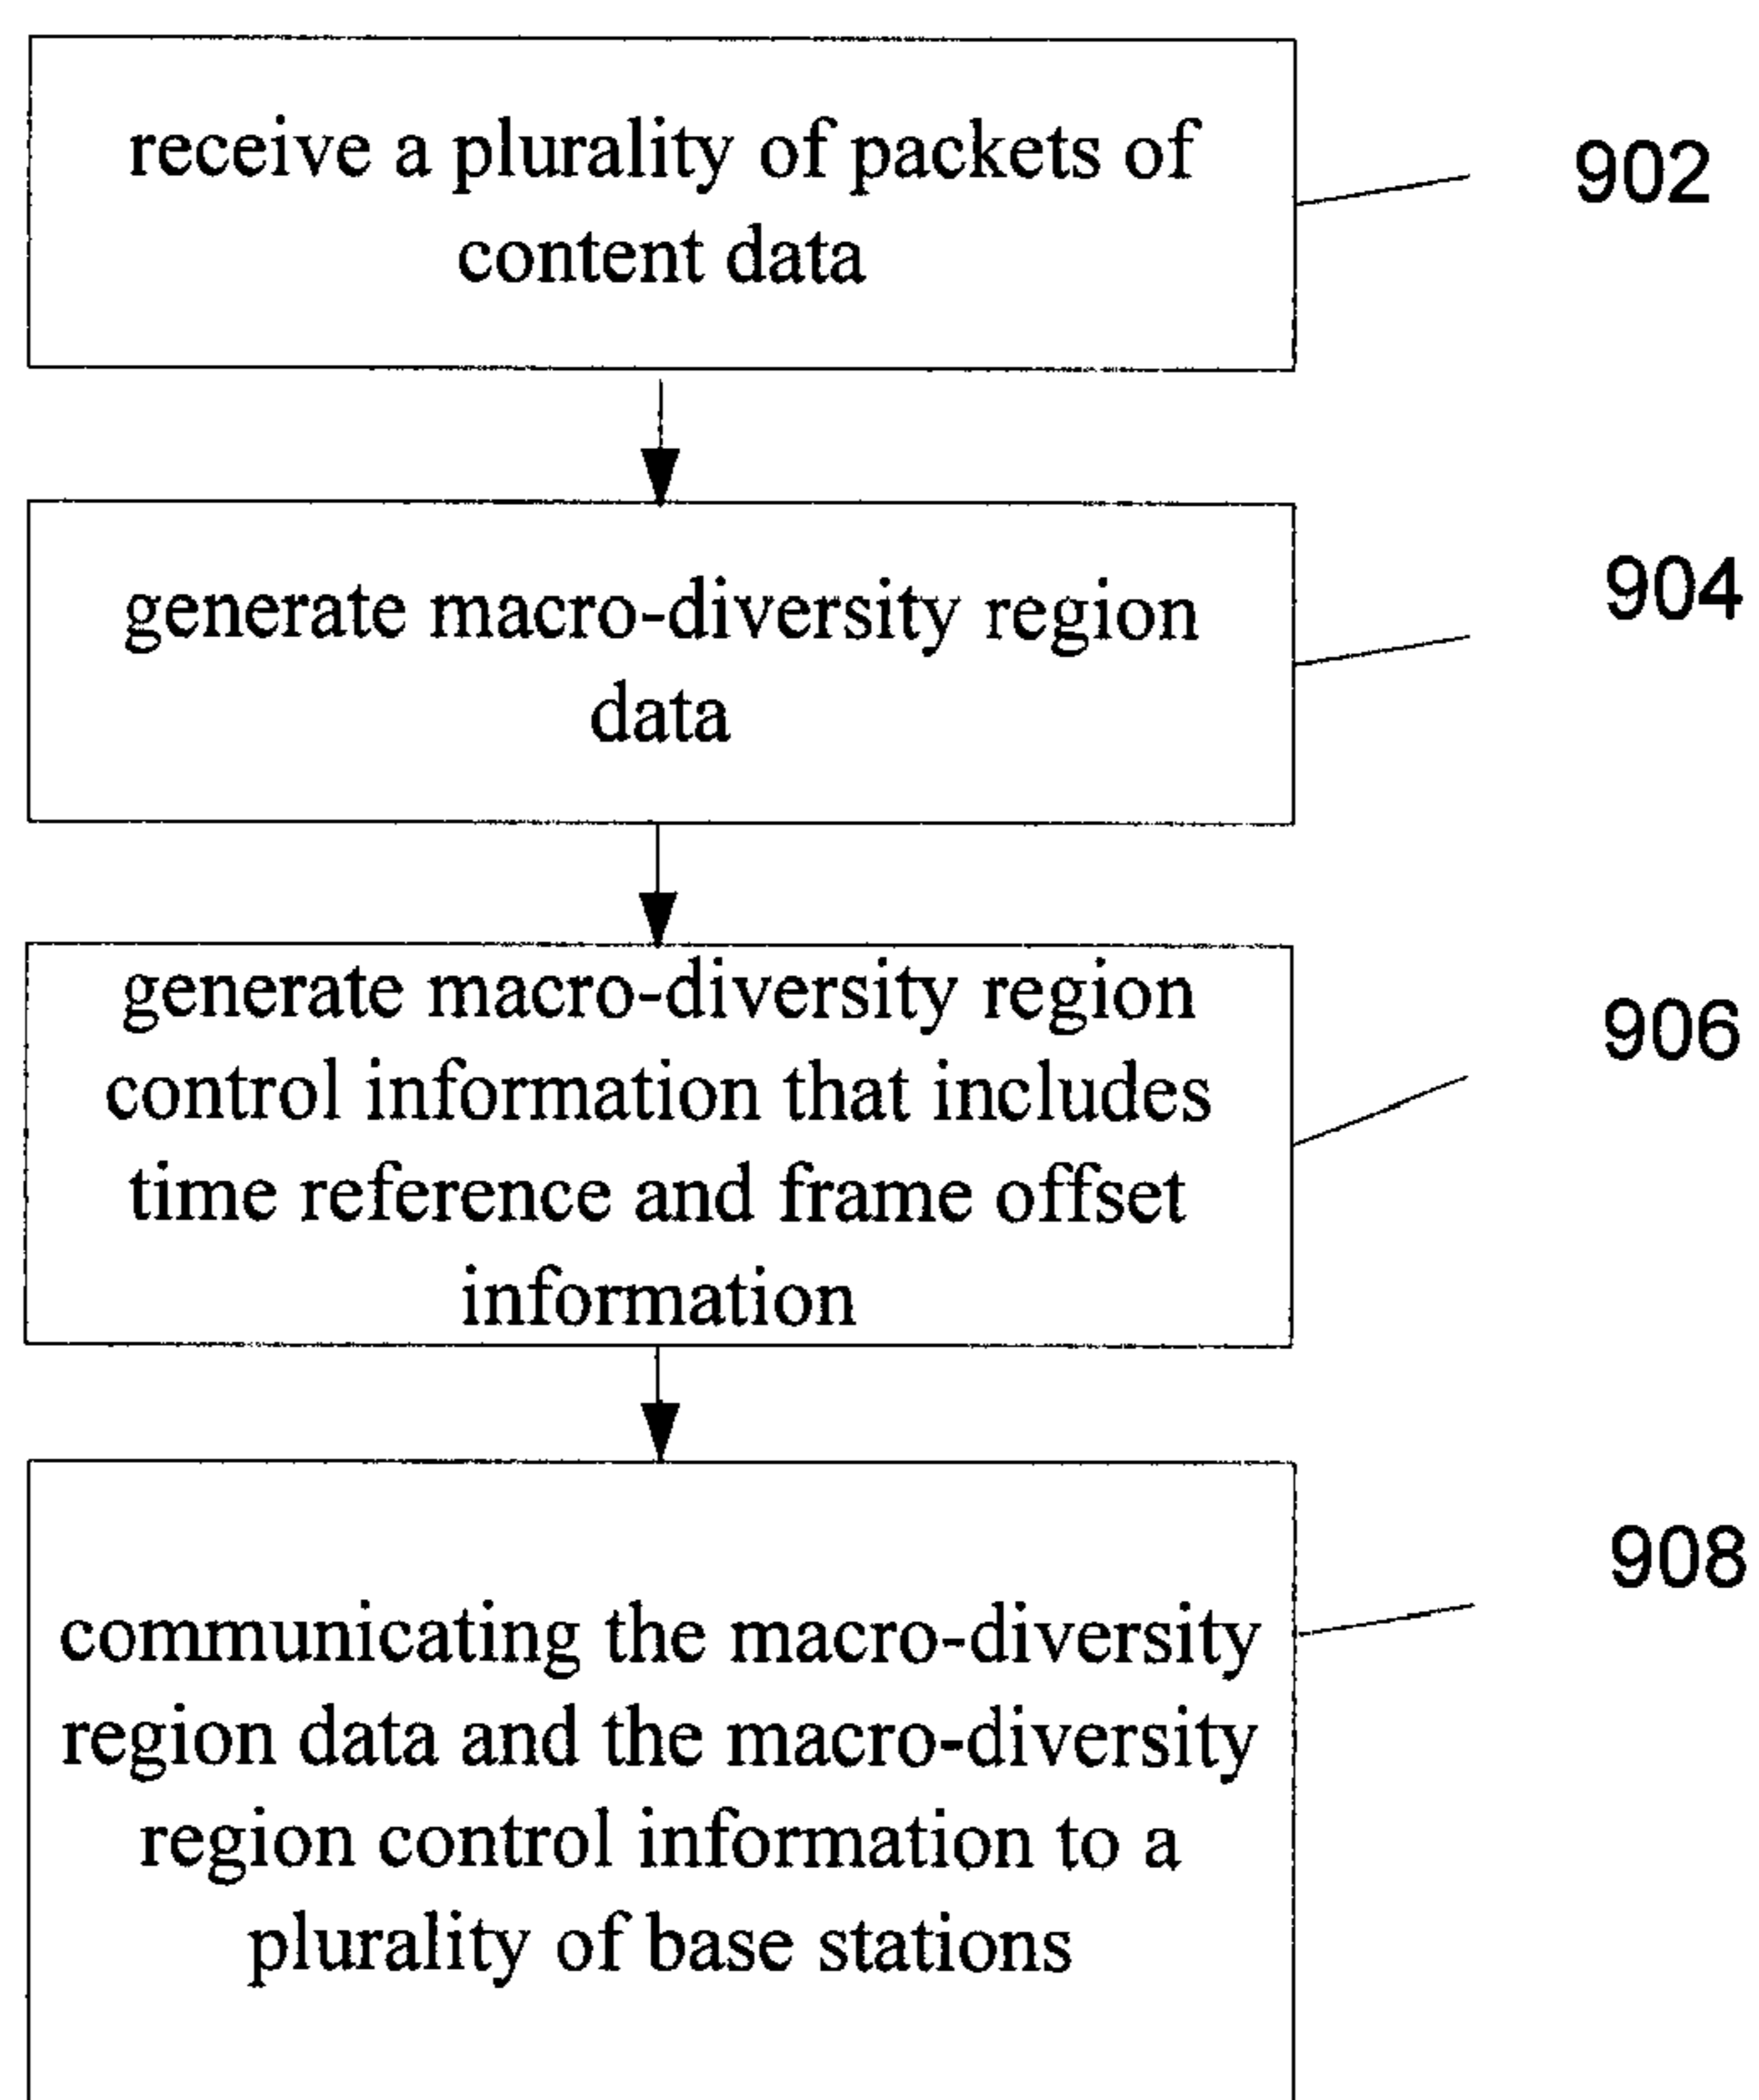 receive a plurality of packets of
content data
902
generate macro-diversity region
data
904
generate macro-diversity region
control information that includes
time reference and frame offset
information
906
communicating the macro-diversity
region data and the macro-diversity
region control information to a
plurality of base stations
908